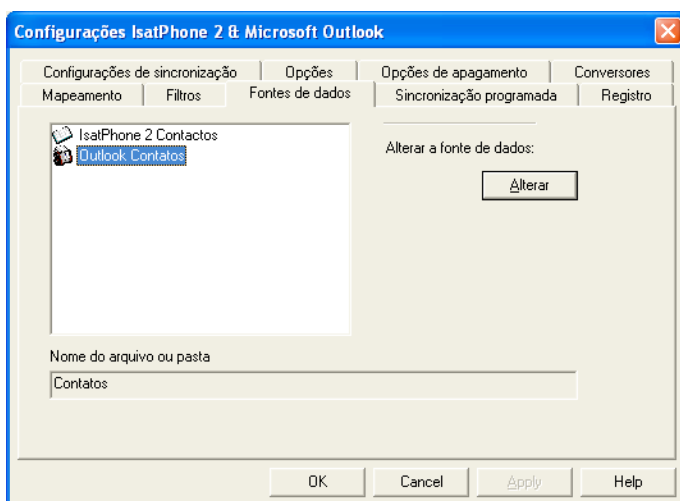 Configurações IsatPhone 2 & Microsoft Outlook
Configurações de sincronização
Opções
Opções de apagamento
Conversores
Mapeamento
Filtros
Fontes de dados
Sincronização programada
Registro
IsatPhone 2 Contactos
Outlook Contatos
Alterar a fonte de dados:
Alterar
Nome do arquivo ou pasta
Contatos
OK
Cancel
Apply
Help